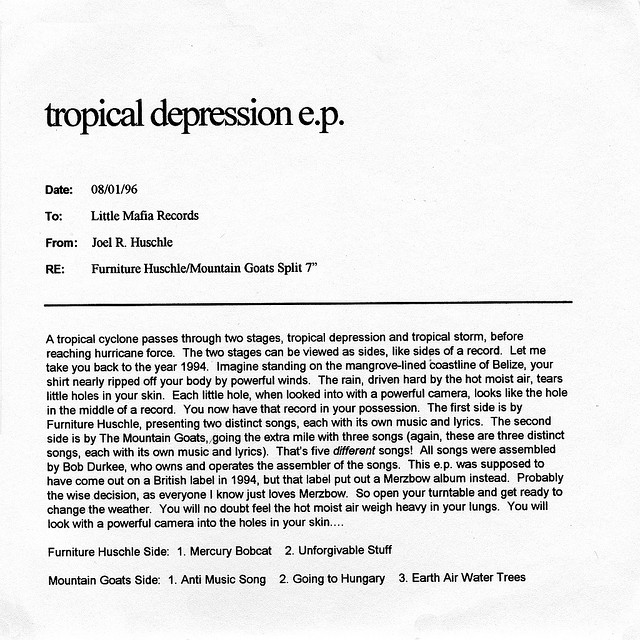 tropical depression e.p.
Date: 08/01/96
To: Little Mafia Records
From: Joel R. Huschle
RE: Furniture Huschle/Mountain Goats Split 7”
A tropical cyclone passes through two stages, tropical depression and tropical storm, before
reaching hurricane force. The two stages can be viewed as sides, like sides of a record. Let me
take you back to the year 1994. Imagine standing on the mangrove-lined coastline of Belize, your
shirt nearly ripped off your body by powerful winds. The rain, driven hard by the hot moist air, tears
little holes in your skin. Each little hole, when looked into with a powerful camera, looks like the hole
in the middle of a record. You now have that record in your possession. The first side is by
Furniture Huschle, presenting two distinct songs, each with its own music and lyrics. The second
side is by The Mountain Goats, going the extra mile with three songs (again, these are three distinct
songs, each with its own music and lyrics). That's five different songs! All songs were assembled
by Bob Durkee, who owns and operates the assembler of the songs. This e.p. was supposed to
have come out on a British label in 1994, but that label put out a Merzbow album instead. Probably
the wise decision, as everyone I know just loves Merzbow. So open your turntable and get ready to
change the weather. You will no doubt feel the hot moist air weigh heavy in your lungs. You will
look with a powerful camera into the holes in your skin....
Furniture Huschle Side: 1. Mercury Bobcat 2. Unforgivable Stuff
Mountain Goats Side: 1. Anti Music Song 2. Going to Hungary 3. Earth Air Water Trees